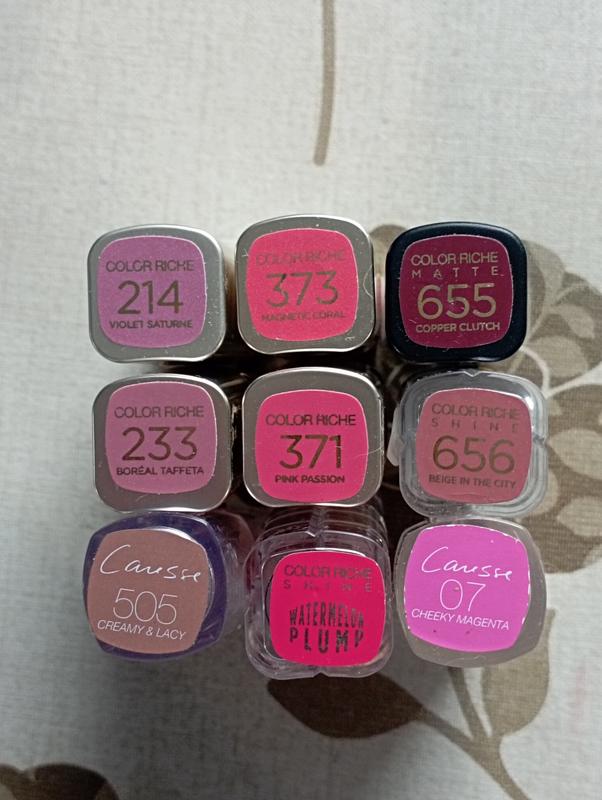 COLOR RICHE
214
VIOLET SATURNE
COLOR RICHE
373
MAGNETIC CORAL
COLOR RICHE
MATTE
655
COPPER CLUTCH
COLOR RICHE
233
BORÉAL TAFFETA
COLOR RICHE
371
PINK PASSION
COLOR RICHE
SHINE
656
BEIGE IN THE CITY
Caresse
505
CREAMY & LACY
COLOR RICHE
SHINE
WATERMELON
PLUMP
Caresse
07
CHEEKY MAGENTA